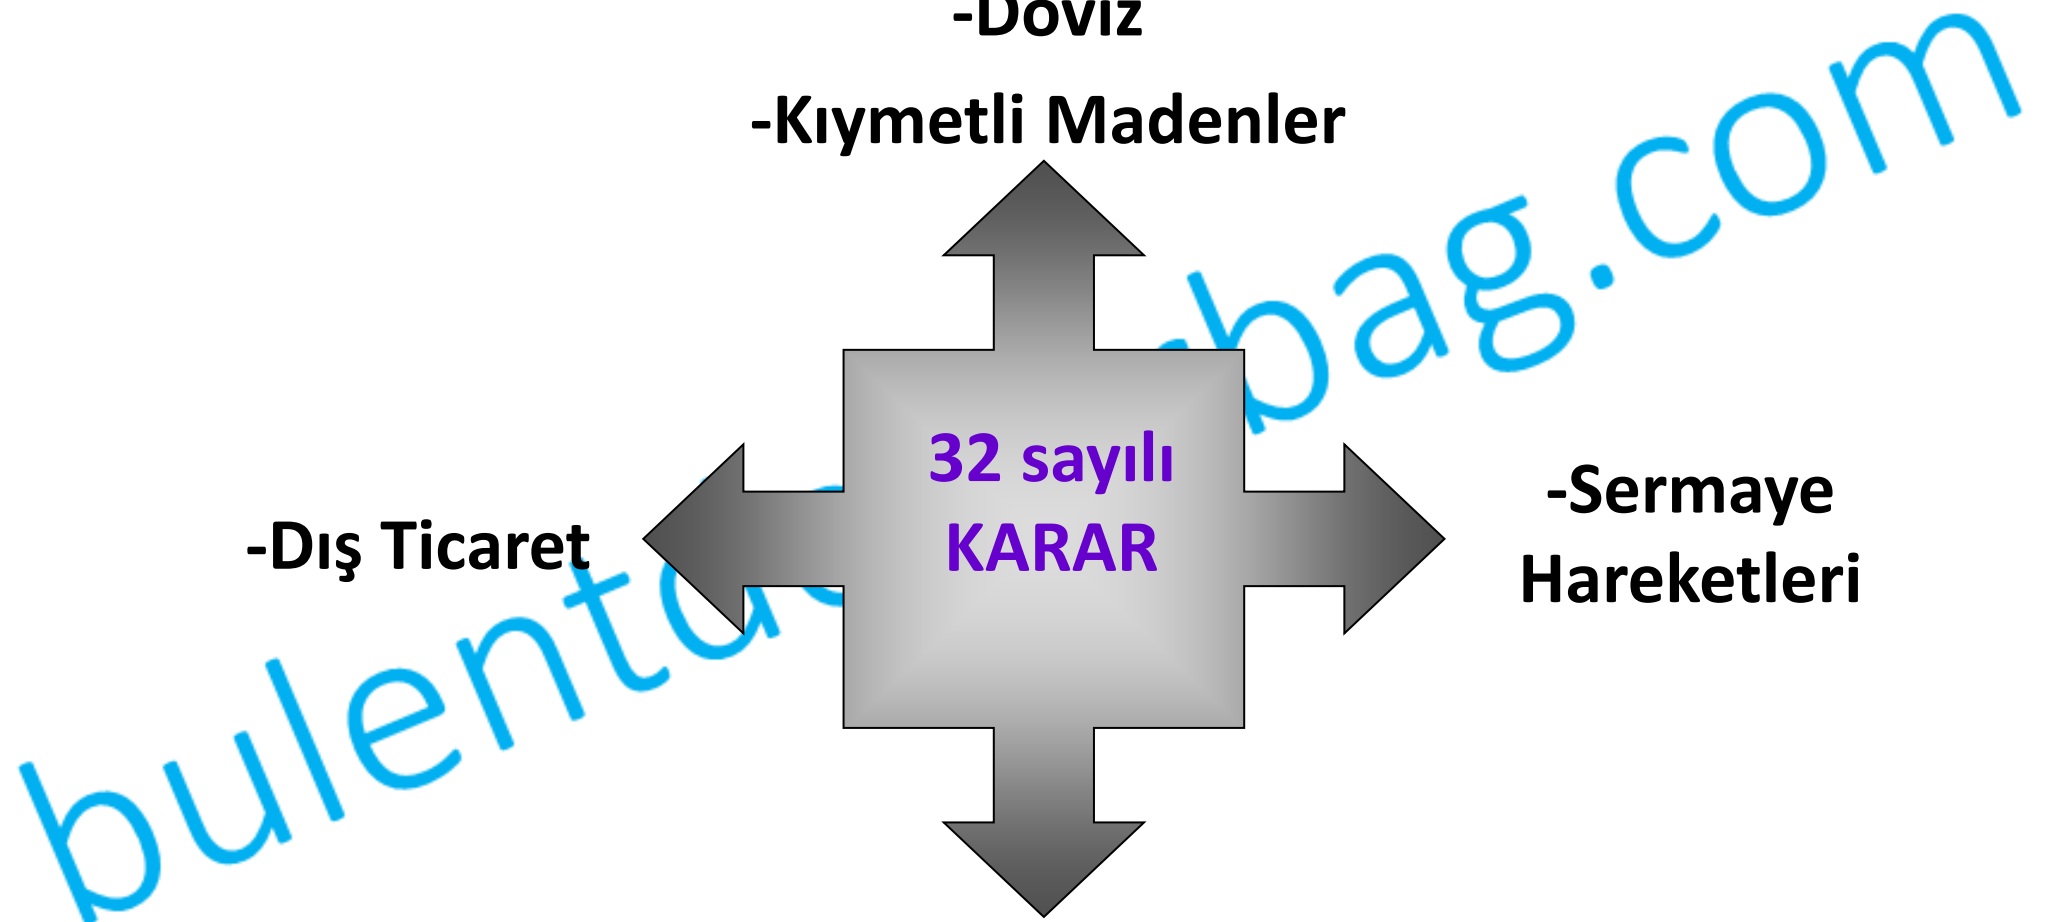 -Döviz
-Kıymetli Madenler
32 sayılı
KARAR
-Dış Ticaret
-Sermaye
Hareketleri